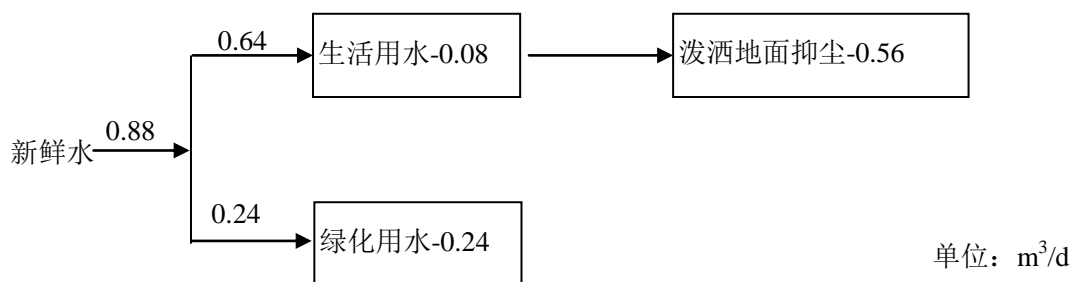 0.64
生活用水-0.08
泼洒地面抑尘-0.56
新鲜水
0.88
0.24
绿化用水-0.24
单位：m³/d